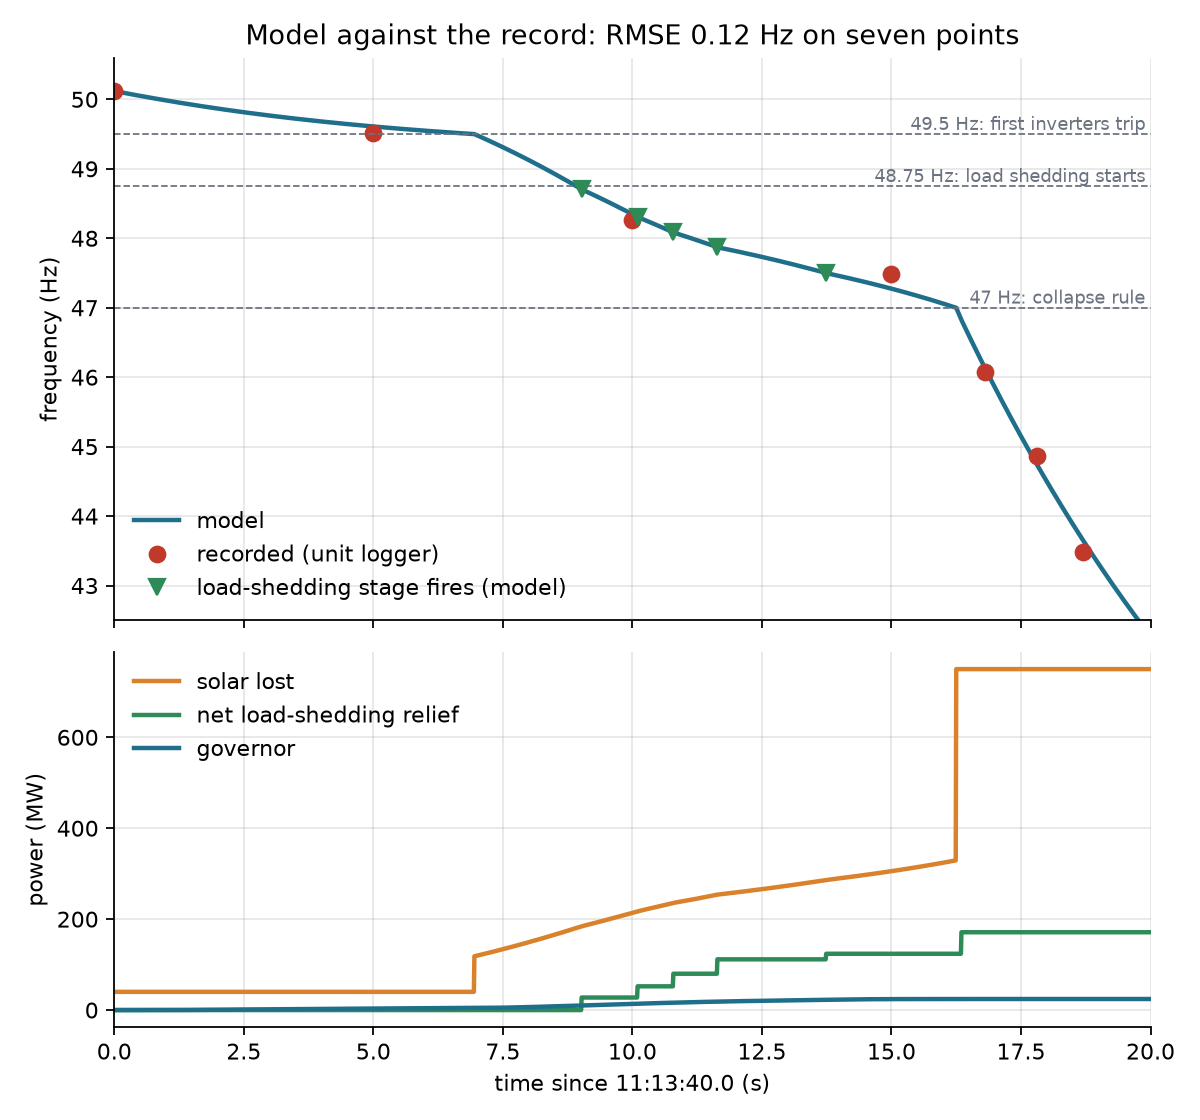 Model against the record: RMSE 0.12 Hz on seven points
frequency (Hz)
50
49
48
47
46
45
44
43
49.5 Hz: first inverters trip
48.75 Hz: load shedding starts
47 Hz: collapse rule
model
recorded (unit logger)
load-shedding stage fires (model)
power (MW)
600
400
200
0
solar lost
net load-shedding relief
governor
0.0 2.5 5.0 7.5 10.0 12.5 15.0 17.5 20.0
time since 11:13:40.0 (s)